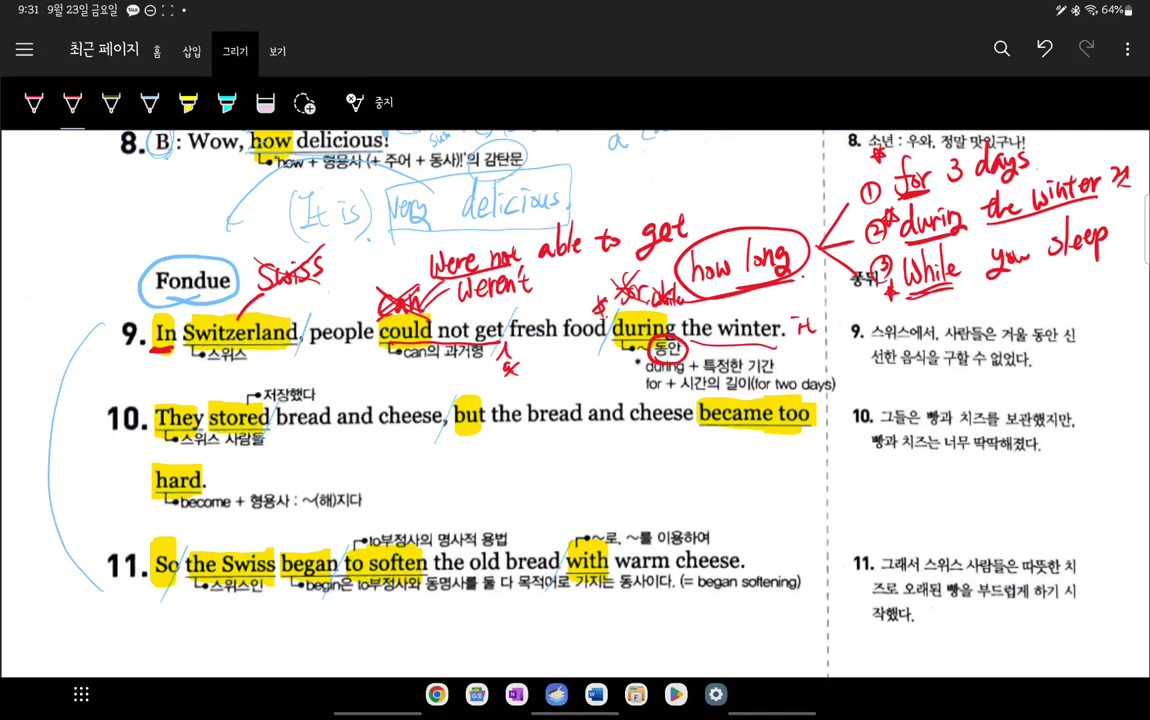 9:31 9월 23일 금요일 64%
최근 페이지 홈 삽입 그리기 보기
중지
8. B : Wow, how delicious!
'how + 형용사 (+ 주어 + 동사)!'의 감탄문
(It is) very delicious.
8. 소년 : 우와, 정말 맛있구나!
① for 3 days
② during the winter
③ while you sleep
how long
were not able to get
weren't
Swiss
can
Fondue
퐁뒤
9. In Switzerland, people could not get fresh food during the winter.
스위스
can의 과거형
~ 동안
* during + 특정한 기간
for + 시간의 길이(for two days)
9. 스위스에서, 사람들은 겨울 동안 신
선한 음식을 구할 수 없었다.
저장했다
10. They stored bread and cheese, but the bread and cheese became too
스위스 사람들
hard.
become + 형용사 : ~(해)지다
10. 그들은 빵과 치즈를 보관했지만,
빵과 치즈는 너무 딱딱해졌다.
to부정사의 명사적 용법
~로, ~를 이용하여
11. So the Swiss began to soften the old bread with warm cheese.
스위스인
begin은 to부정사와 동명사를 둘 다 목적어로 가지는 동사이다. (= began softening)
11. 그래서 스위스 사람들은 따뜻한 치
즈로 오래된 빵을 부드럽게 하기 시
작했다.